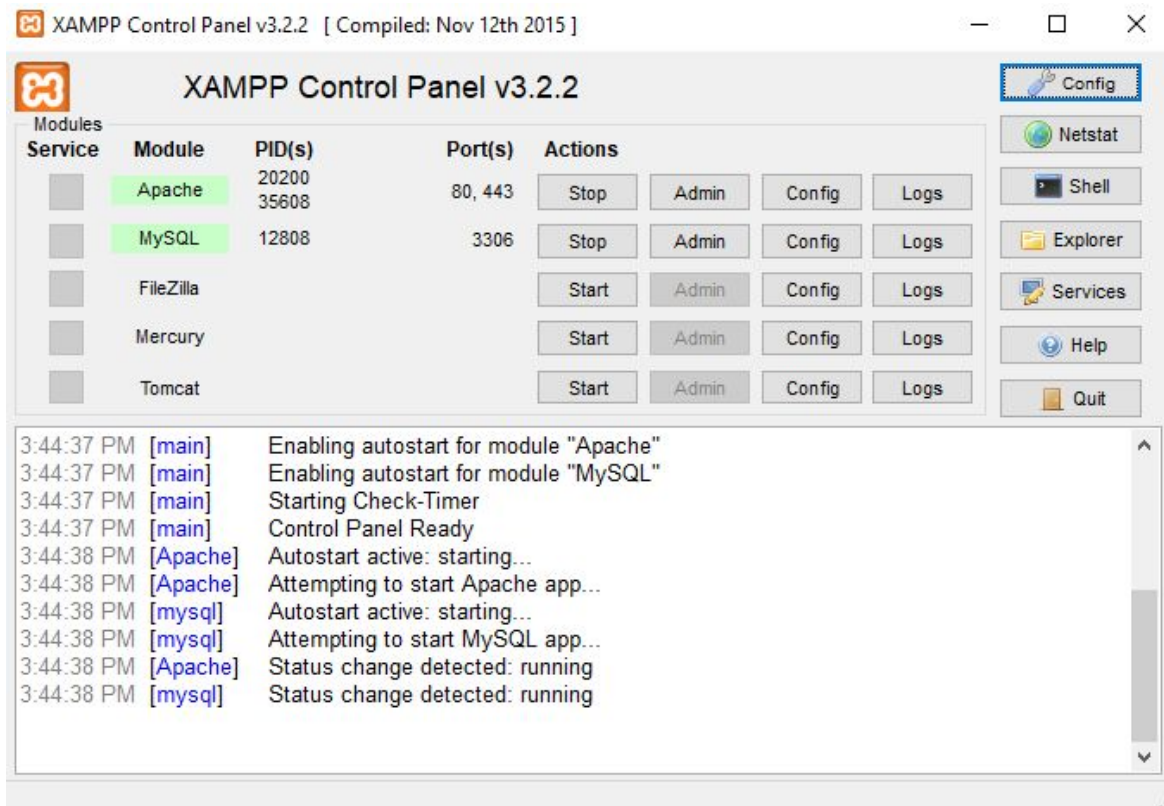 XAMPP Control Panel v3.2.2 [ Compiled: Nov 12th 2015 ]
XAMPP Control Panel v3.2.2
Config
Netstat
Shell
Explorer
Services
Help
Quit
Modules
Service Module PID(s) Port(s) Actions
Apache 20200 35608 80, 443 Stop Admin Config Logs
MySQL 12808 3306 Stop Admin Config Logs
FileZilla Start Admin Config Logs
Mercury Start Admin Config Logs
Tomcat Start Admin Config Logs
3:44:37 PM [main] Enabling autostart for module "Apache"
3:44:37 PM [main] Enabling autostart for module "MySQL"
3:44:37 PM [main] Starting Check-Timer
3:44:37 PM [main] Control Panel Ready
3:44:38 PM [Apache] Autostart active: starting...
3:44:38 PM [Apache] Attempting to start Apache app...
3:44:38 PM [mysql] Autostart active: starting...
3:44:38 PM [mysql] Attempting to start MySQL app...
3:44:38 PM [Apache] Status change detected: running
3:44:38 PM [mysql] Status change detected: running